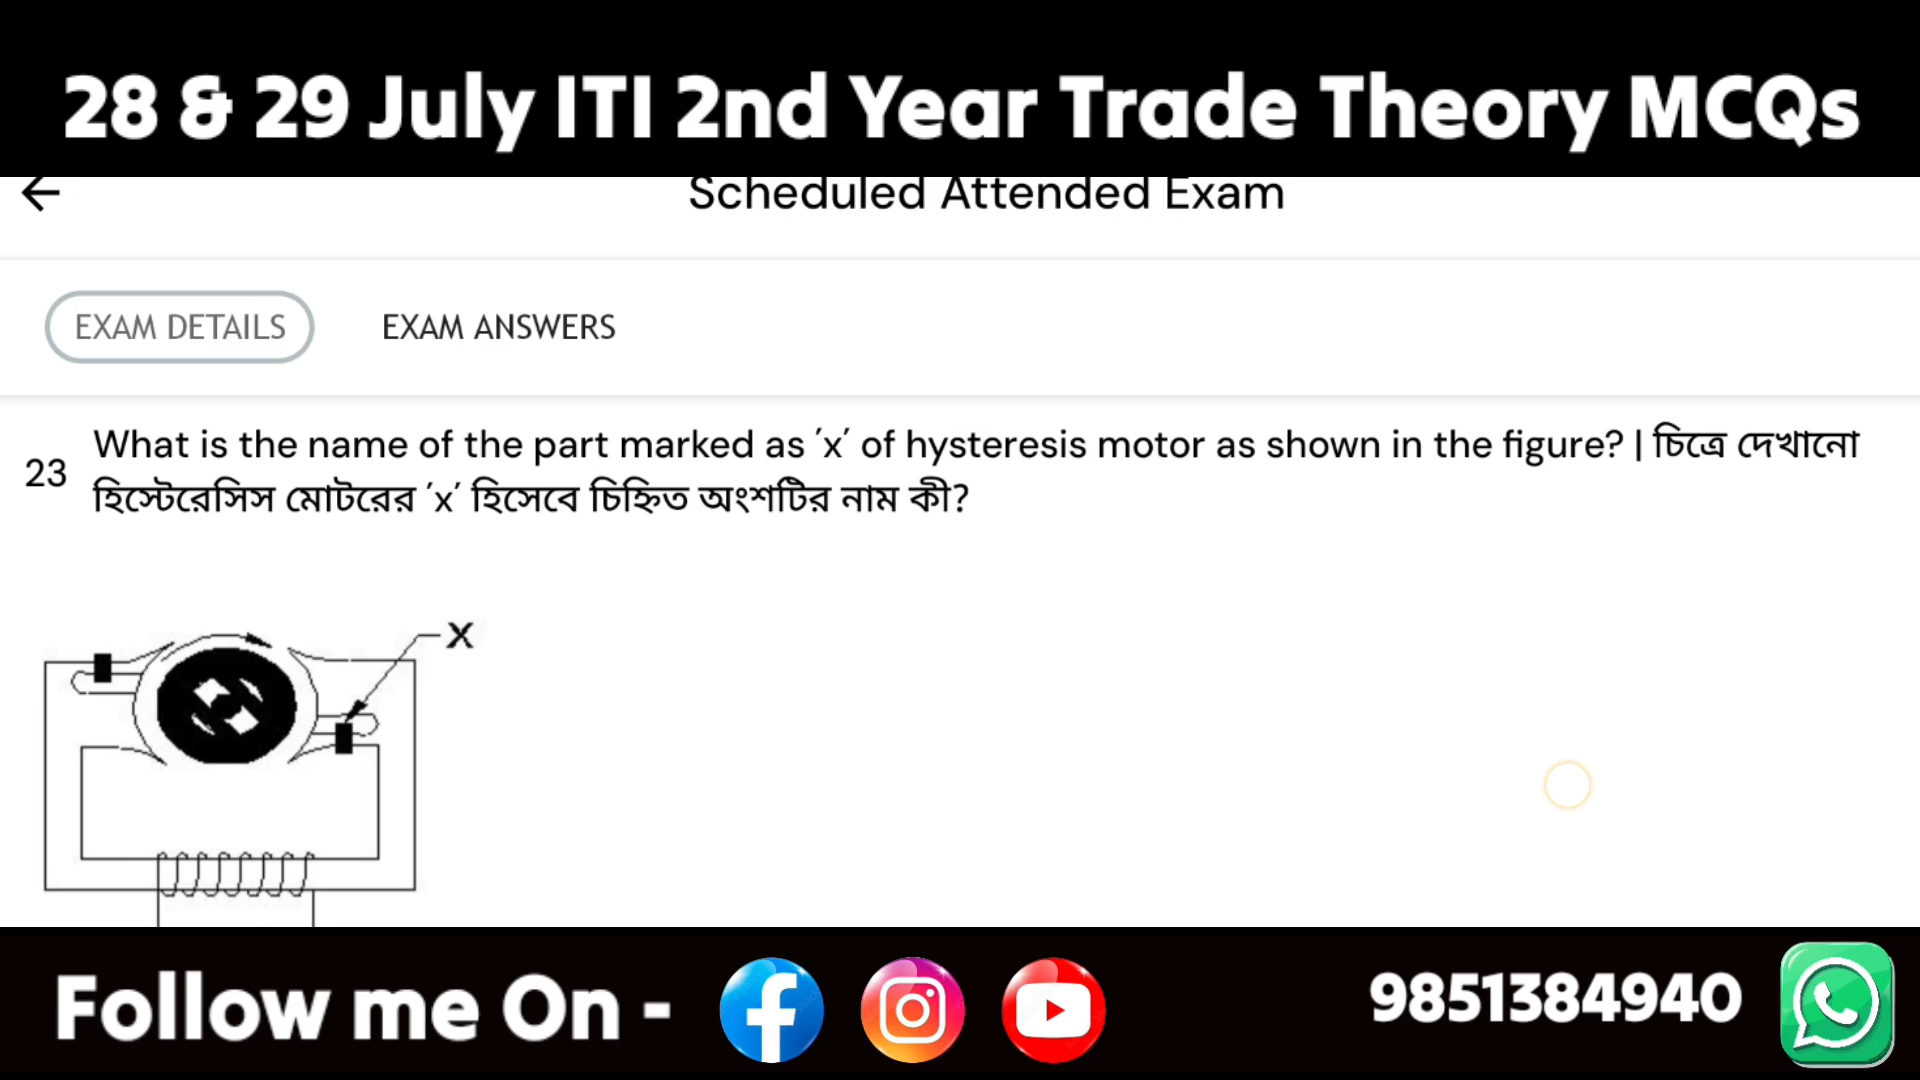 28 & 29 July ITI 2nd Year Trade Theory MCQs
Scheduled Attended Exam
EXAM DETAILS EXAM ANSWERS
23 What is the name of the part marked as ´x´ of hysteresis motor as shown in the figure? | চিত্রে দেখানো
হিস্টেরেসিস মোটরের ´x´ হিসেবে চিহ্নিত অংশটির নাম কী?
X
Follow me On - 9851384940